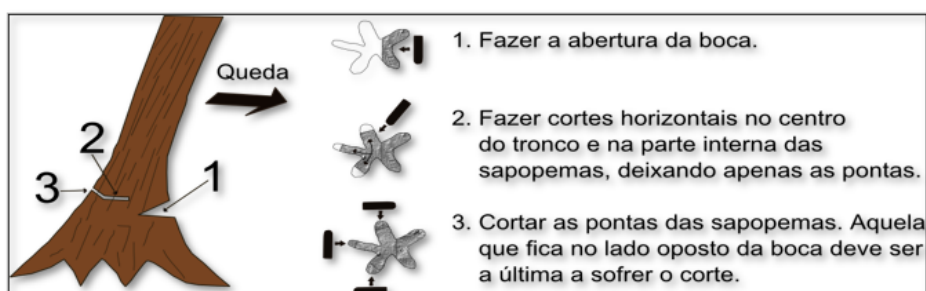 Queda
2
3
1
1. Fazer a abertura da boca.
2. Fazer cortes horizontais no centro
do tronco e na parte interna das
sapopemas, deixando apenas as pontas.
3. Cortar as pontas das sapopemas. Aquela
que fica no lado oposto da boca deve ser
a última a sofrer o corte.